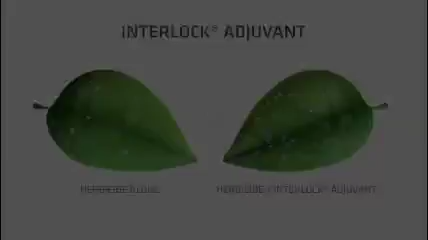 INTERLOCK® ADJUVANT
HERBICIDE ALONE
HERBICIDE + INTERLOCK® ADJUVANT